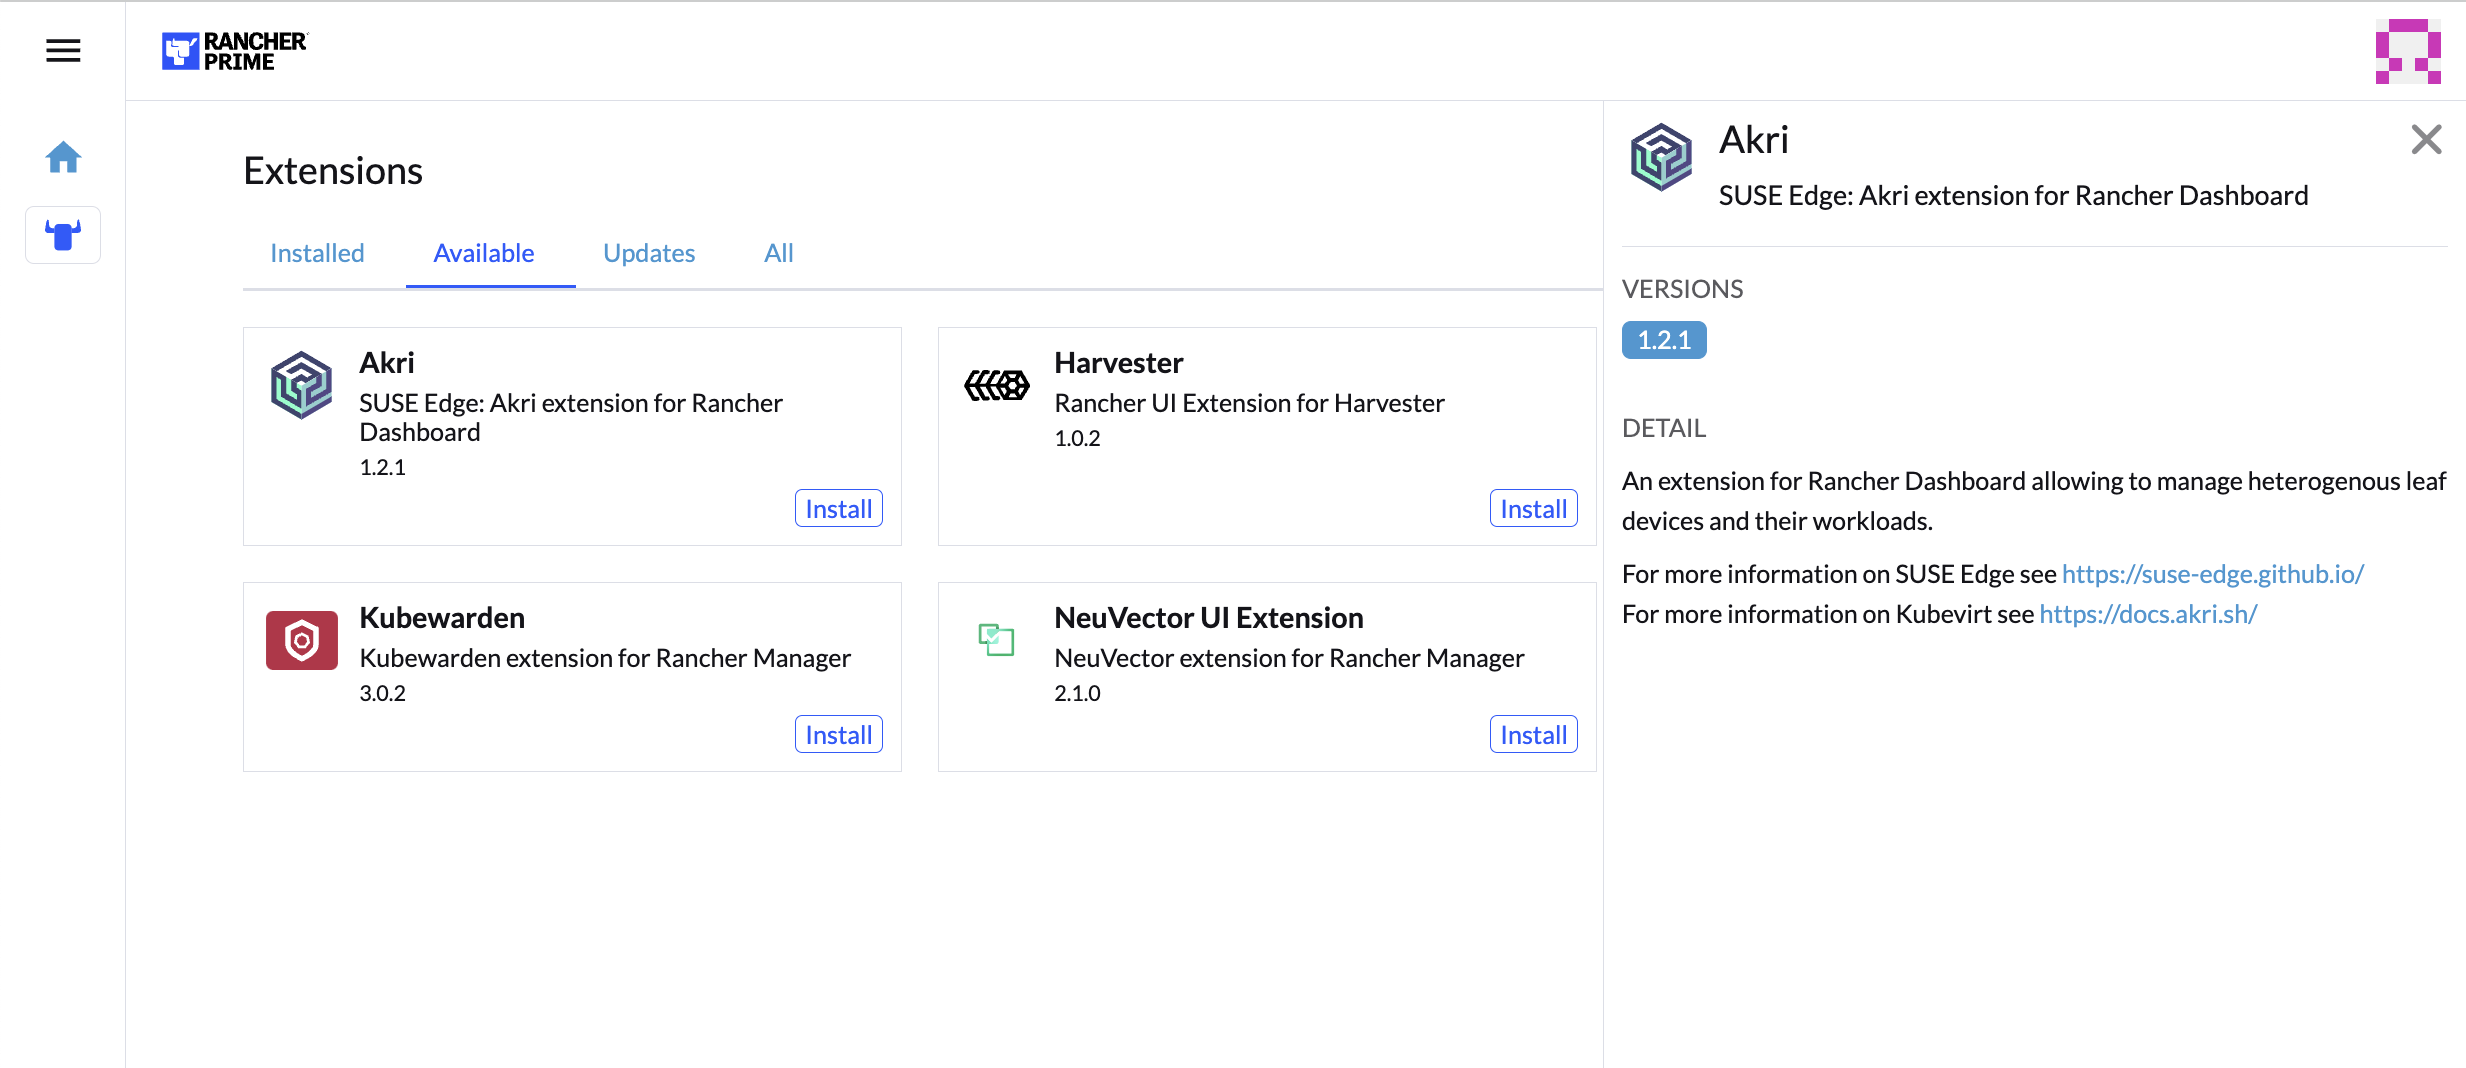 RANCHER
PRIME
Extensions
Installed
Available
Updates
All
Akri
SUSE Edge: Akri extension for Rancher
Dashboard
1.2.1
Install
Harvester
Rancher UI Extension for Harvester
1.0.2
Install
Kubewarden
Kubewarden extension for Rancher Manager
3.0.2
Install
NeuVector UI Extension
NeuVector extension for Rancher Manager
2.1.0
Install
Akri
SUSE Edge: Akri extension for Rancher Dashboard
VERSIONS
1.2.1
DETAIL
An extension for Rancher Dashboard allowing to manage heterogenous leaf
devices and their workloads.
For more information on SUSE Edge see https://suse-edge.github.io/
For more information on Kubevirt see https://docs.akri.sh/